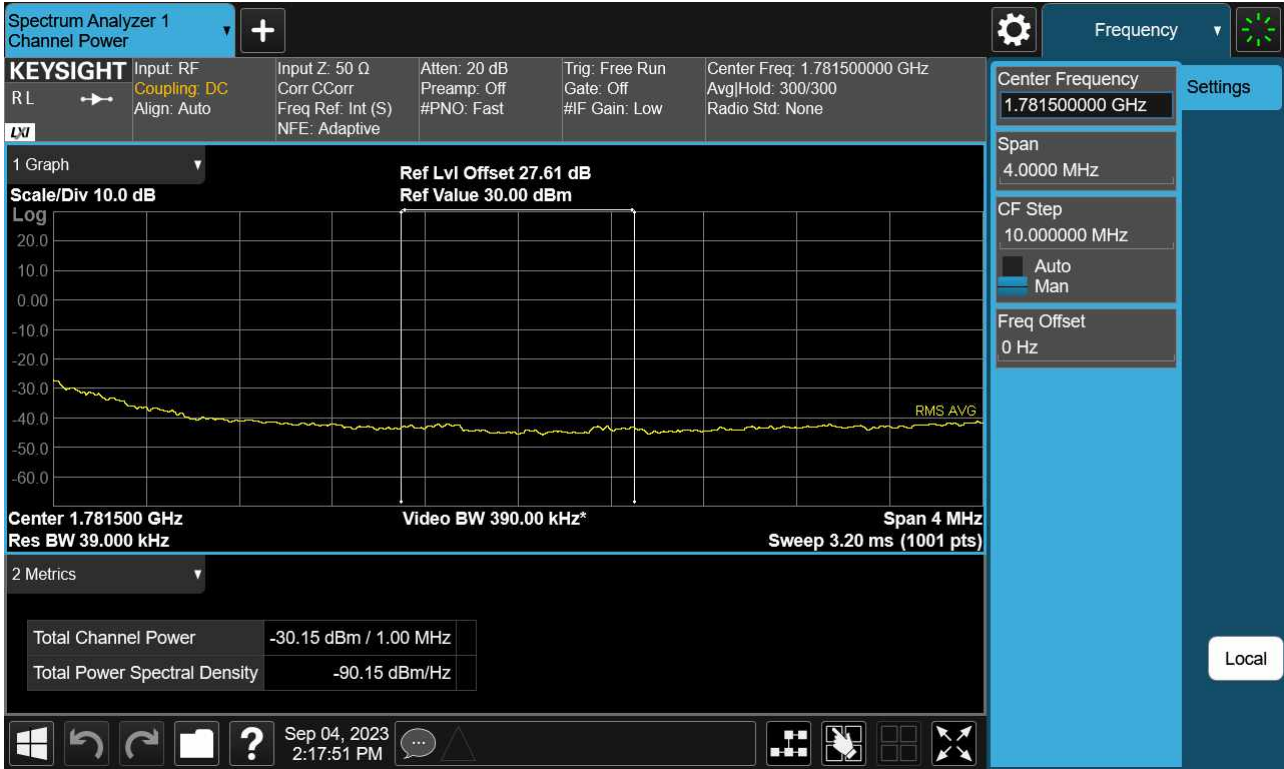 Spectrum Analyzer 1
Channel Power
+
Frequency
KEYSIGHT
R L
LXI
Input: RF
Coupling: DC
Align: Auto
Input Z: 50 Ω
Corr CCorr
Freq Ref: Int (S)
NFE: Adaptive
Atten: 20 dB
Preamp: Off
#PNO: Fast
Trig: Free Run
Gate: Off
#IF Gain: Low
Center Freq: 1.781500000 GHz
Avg|Hold: 300/300
Radio Std: None
Center Frequency
1.781500000 GHz
Settings
Span
4.0000 MHz
CF Step
10.000000 MHz
Auto
Man
Freq Offset
0 Hz
Local
1 Graph
Scale/Div 10.0 dB
Ref Lvl Offset 27.61 dB
Ref Value 30.00 dBm
Log
20.0
10.0
0.00
-10.0
-20.0
-30.0
-40.0
-50.0
-60.0
RMS AVG
Center 1.781500 GHz
Video BW 390.00 kHz*
Span 4 MHz
Res BW 39.000 kHz
Sweep 3.20 ms (1001 pts)
2 Metrics
Total Channel Power -30.15 dBm / 1.00 MHz
Total Power Spectral Density -90.15 dBm/Hz
?
Sep 04, 2023
2:17:51 PM